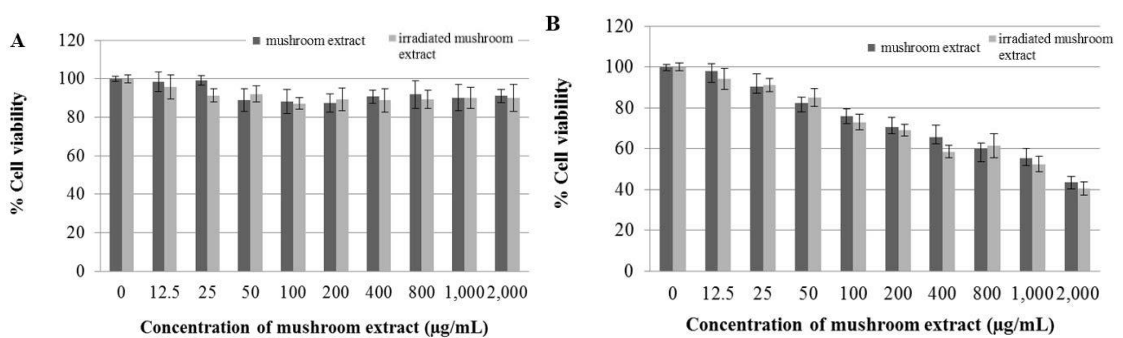 A
120
100
80
60
40
20
0
% Cell viability
mushroom extract
irradiated mushroom
extract
0 12.5 25 50 100 200 400 800 1,000 2,000
Concentration of mushroom extract (µg/mL)
B
120
100
80
60
40
20
0
% Cell viability
mushroom extract
irradiated mushroom
extract
0 12.5 25 50 100 200 400 800 1,000 2,000
Concentration of mushroom extract (µg/mL)